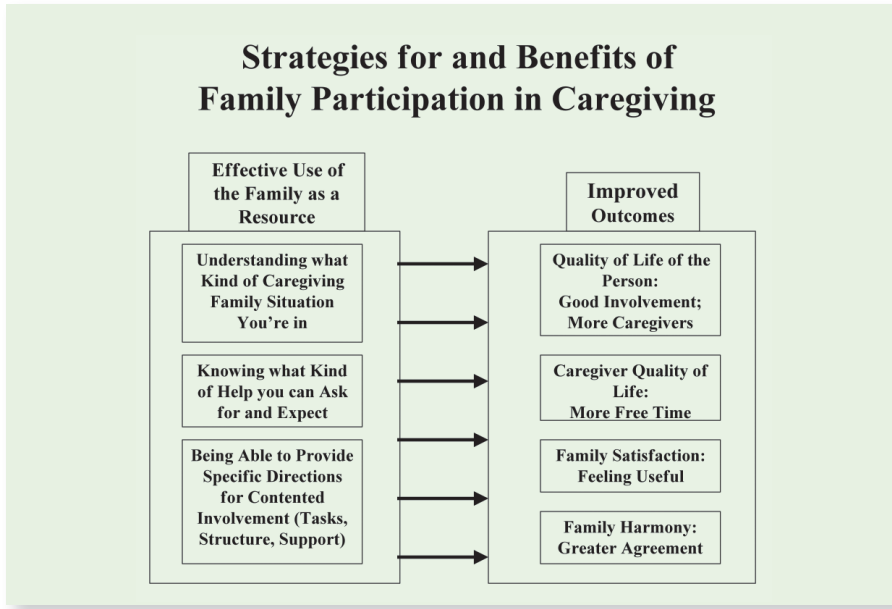 Strategies for and Benefits of
Family Participation in Caregiving
Effective Use of
the Family as a
Resource
Understanding what
Kind of Caregiving
Family Situation
You're in
Knowing what Kind
of Help you can Ask
for and Expect
Being Able to Provide
Specific Directions
for Contented
Involvement (Tasks,
Structure, Support)
Improved
Outcomes
Quality of Life of the
Person:
Good Involvement;
More Caregivers
Caregiver Quality of
Life:
More Free Time
Family Satisfaction:
Feeling Useful
Family Harmony:
Greater Agreement